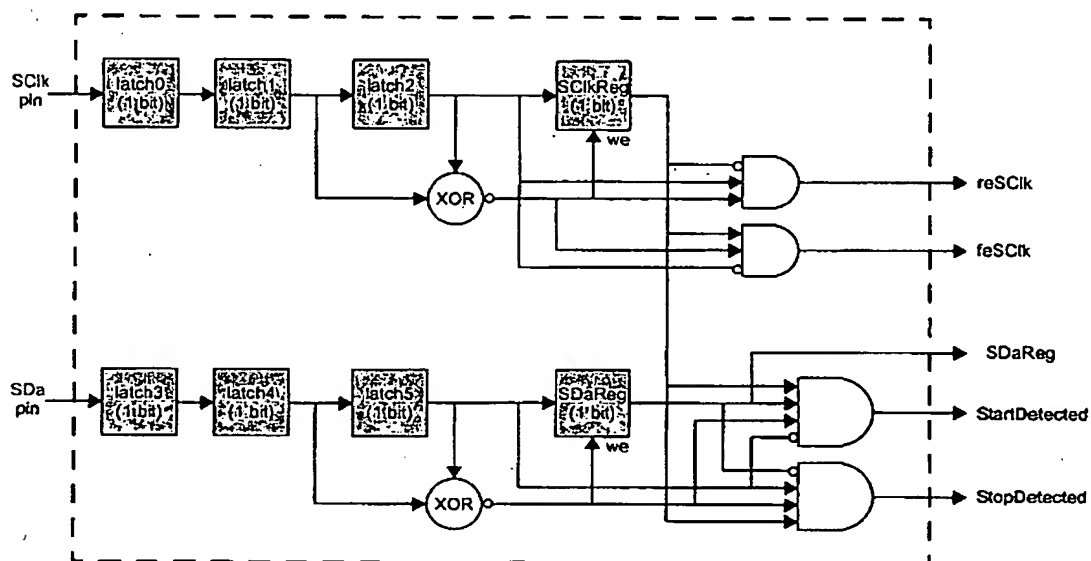 SClk
pin
latch0
(1 bit)
latch1
(1 bit)
latch2
(1 bit)
SClkReg
(1 bit)
we
XOR
reSClk
feSClk
SDa
pin
latch3
(1 bit)
latch4
(1 bit)
latch5
(1 bit)
SDaReg
(1 bit)
we
XOR
SDaReg
StartDetected
StopDetected